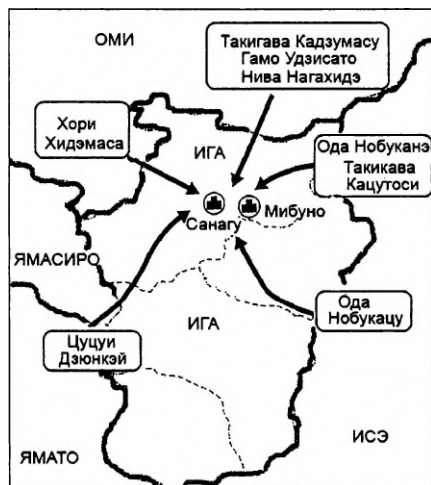 ОМИ
Такигава Кадзумасу
Гамо Удзисато
Нива Нагахидэ
Хори
Хидэмаса
ИГА
Ода Нобуканэ
Такикава
Кацутоси
Санагу
Мибуно
ЯМАСИРО
Ода
Нобукацу
ИГА
Цуцуи
Дзюнкэй
ИСЭ
ЯМАТО